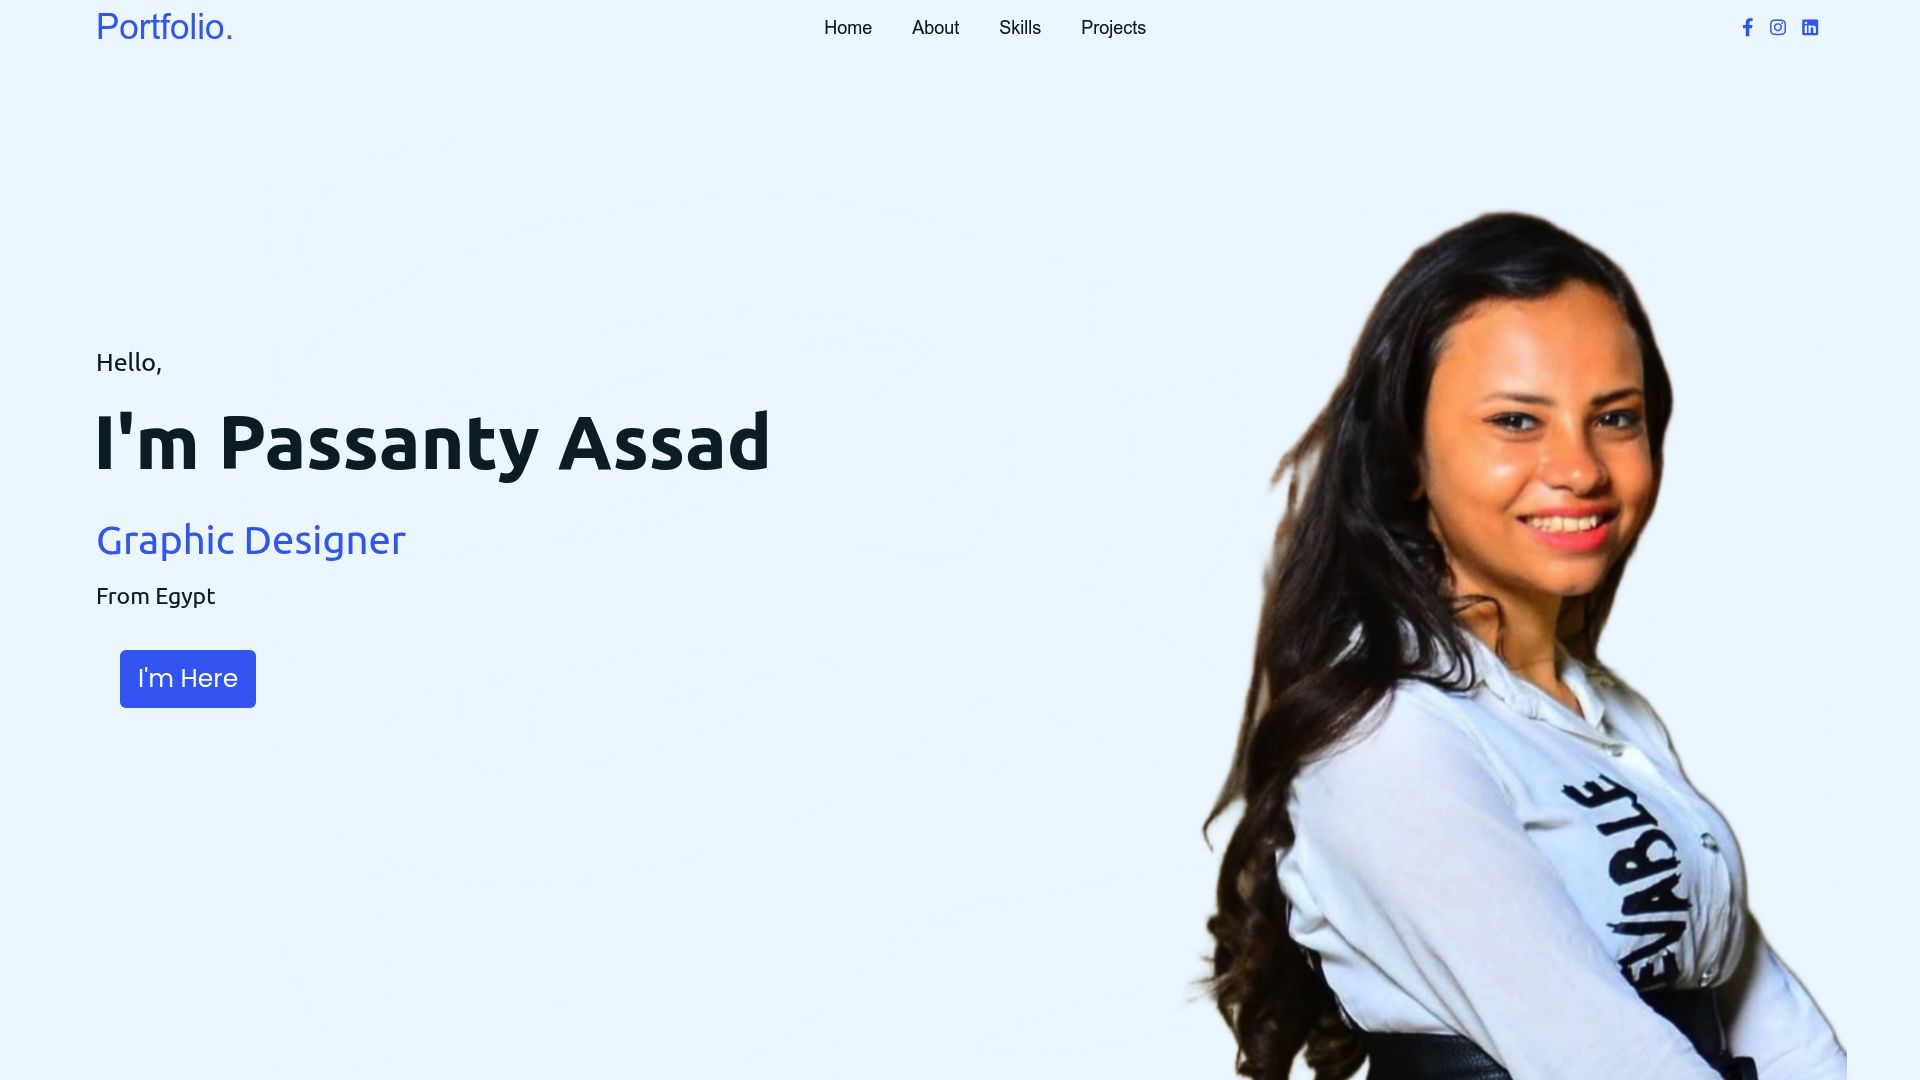 Portfolio.
Home About Skills Projects
Hello,
I'm Passanty Assad
Graphic Designer
From Egypt
I'm Here
EVABLE